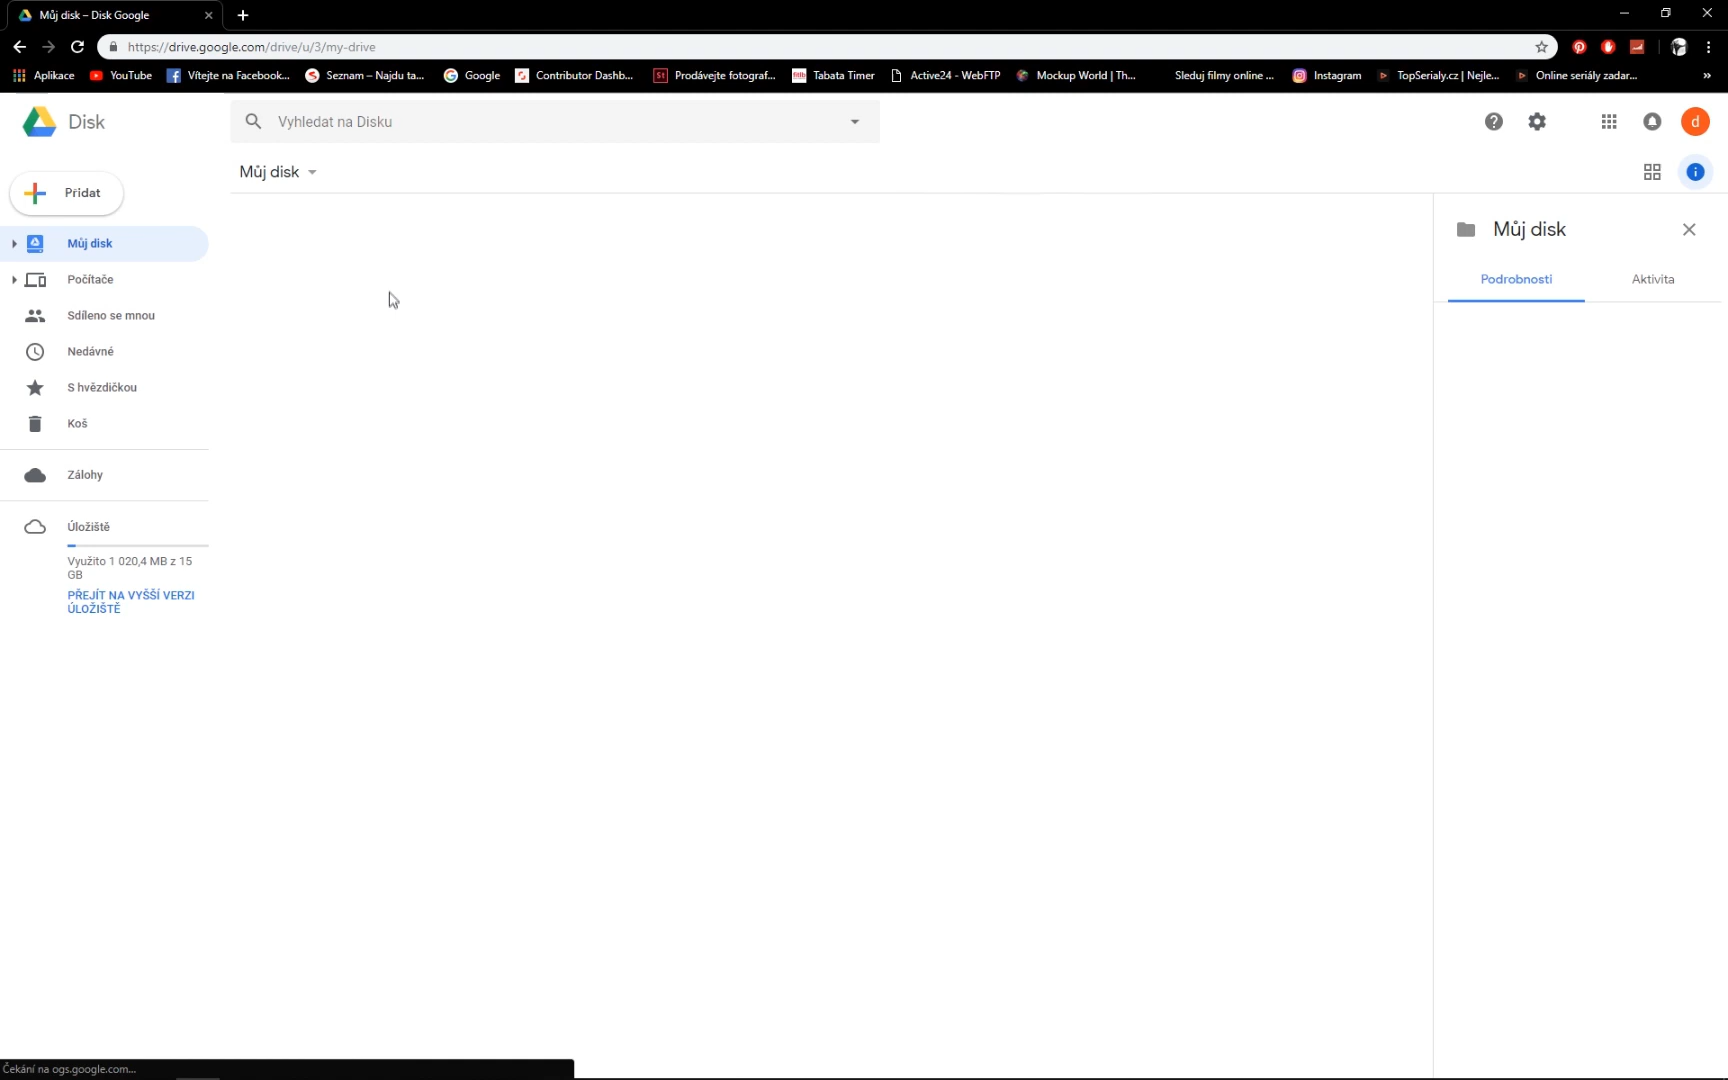 Můj disk – Disk Google
https://drive.google.com/drive/u/3/my-drive
Aplikace YouTube Vítejte na Facebook... Seznam – Najdu ta... Google Contributor Dashb... Prodávejte fotograf... Tabata Timer Active24 - WebFTP Mockup World | Th... Sleduj filmy online ... Instagram TopSerialy.cz | Nejle... Online seriály zadar... »
Disk
Vyhledat na Disku
d
Přidat
Můj disk
Můj disk
Počítače
Sdíleno se mnou
Nedávné
S hvězdičkou
Koš
Zálohy
Úložiště
Využito 1 020,4 MB z 15
GB
PŘEJÍT NA VYŠŠÍ VERZI
ÚLOŽIŠTĚ
Můj disk
Podrobnosti Aktivita
Čekání na ogs.google.com...